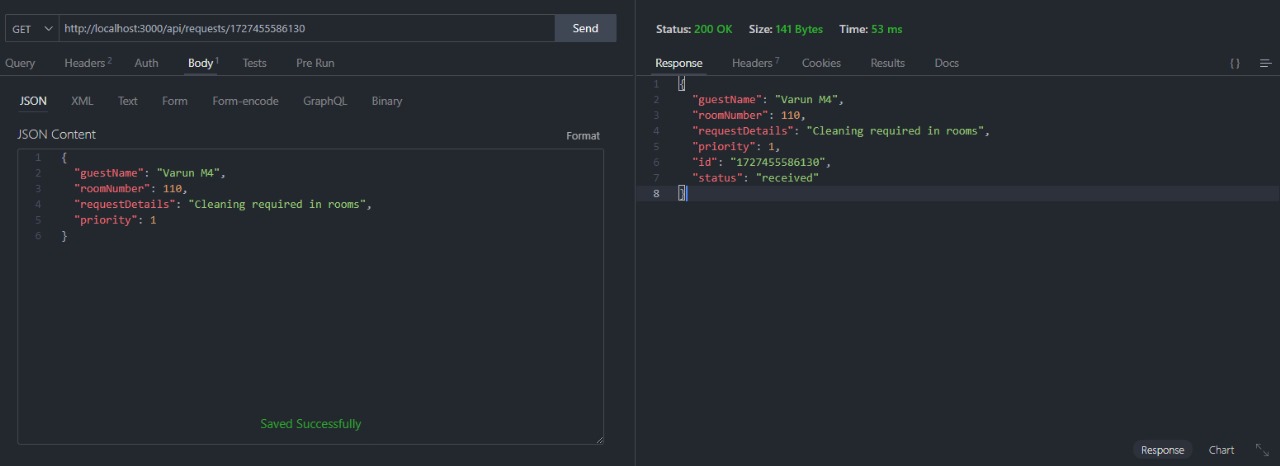 GET http://localhost:3000/api/requests/1727455586130 Send
Query Headers 2 Auth Body 1 Tests Pre Run
JSON XML Text Form Form-encode GraphQL Binary
JSON Content Format
1 {
2 "guestName": "Varun M4",
3 "roomNumber": 110,
4 "requestDetails": "Cleaning required in rooms",
5 "priority": 1
6 }
Saved Successfully
Status: 200 OK Size: 141 Bytes Time: 53 ms
Response Headers 7 Cookies Results Docs { }
1 {
2 "guestName": "Varun M4",
3 "roomNumber": 110,
4 "requestDetails": "Cleaning required in rooms",
5 "priority": 1,
6 "id": "1727455586130",
7 "status": "received"
8 }
Response Chart